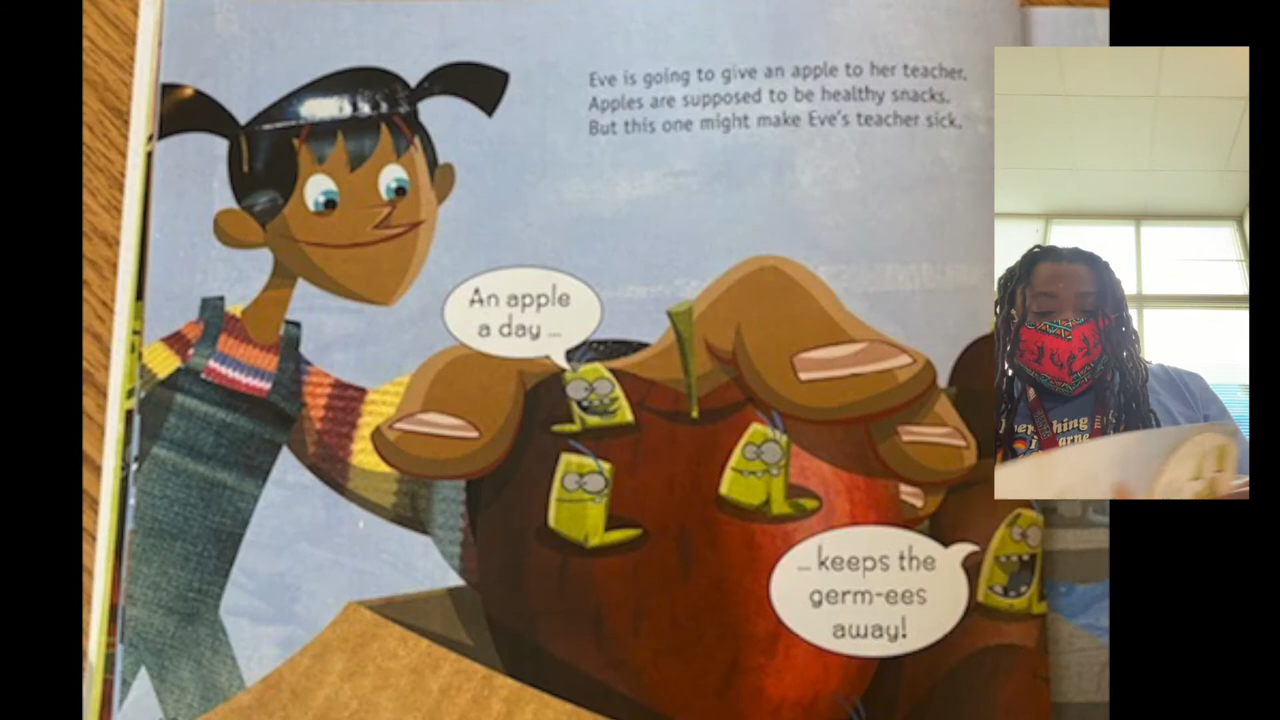 Eve is going to give an apple to her teacher.
Apples are supposed to be healthy snacks.
But this one might make Eve's teacher sick.
An apple
a day ...
... keeps the
germ-ees
away!